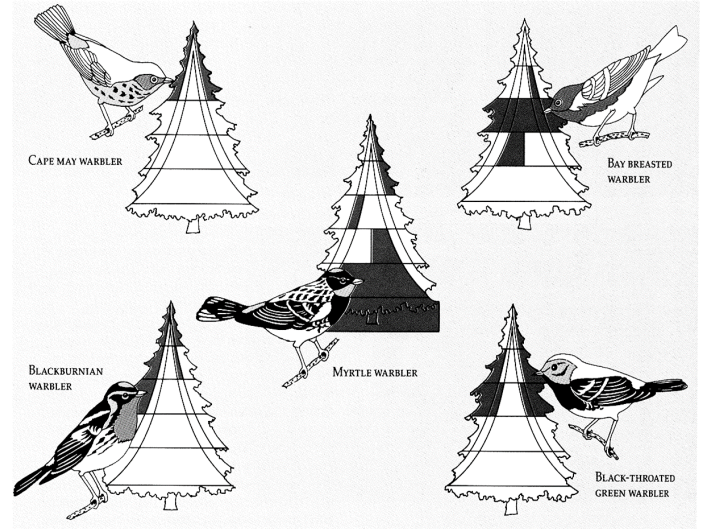 CAPE MAY WARBLER
BAY BREASTED
WARBLER
MYRTLE WARBLER
BLACKBURNIAN
WARBLER
BLACK-THROATED
GREEN WARBLER